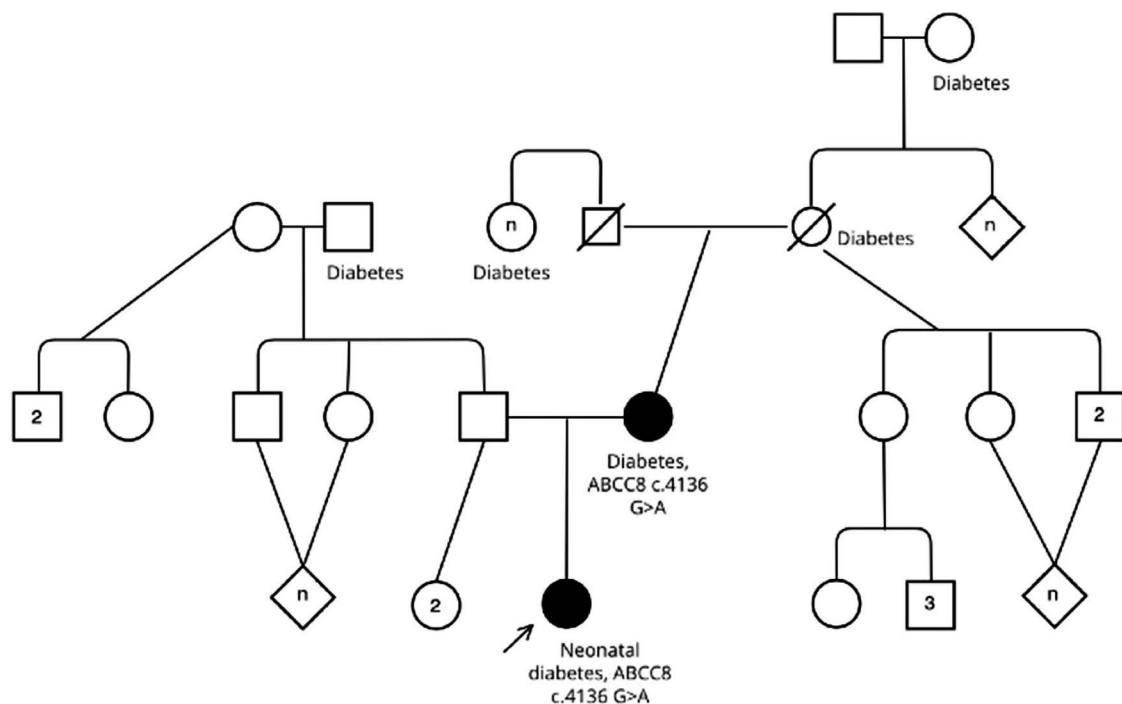 Diabetes
n
n
Diabetes
Diabetes
Diabetes
2
2
Diabetes,
ABCC8 c.4136
G>A
n
2
3
n
Neonatal
diabetes, ABCC8
c.4136 G>A